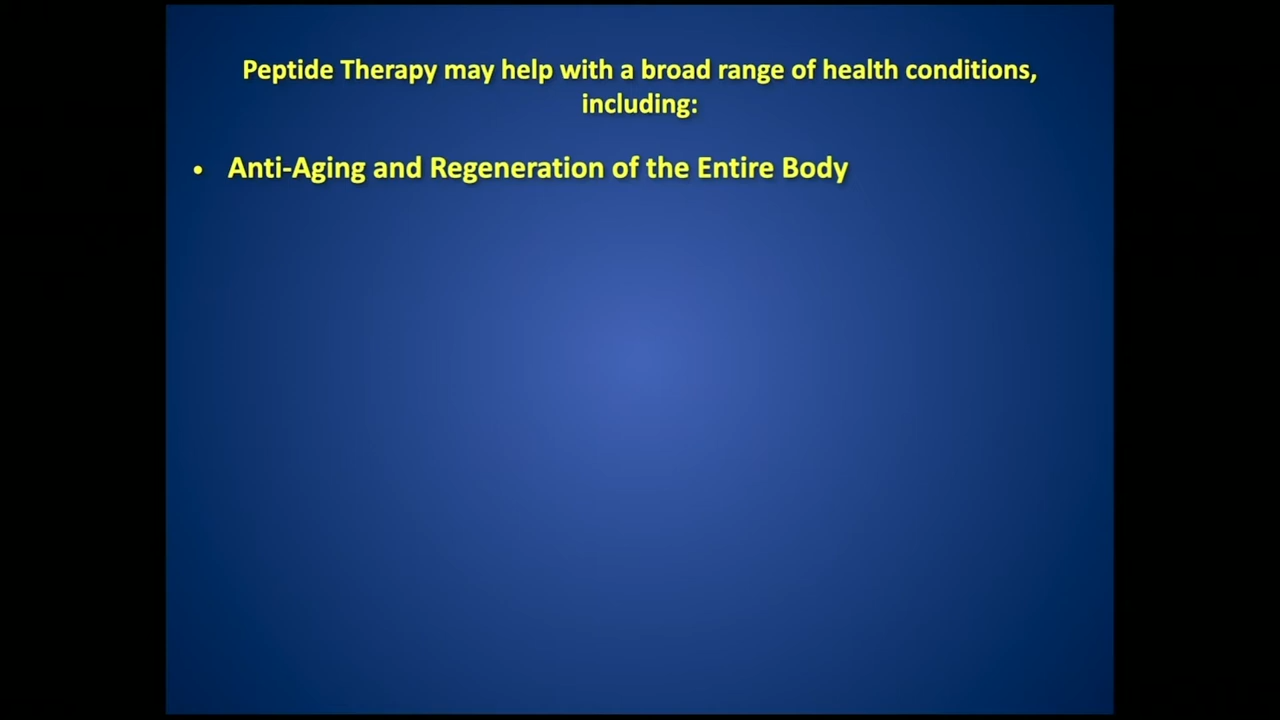 Peptide Therapy may help with a broad range of health conditions,
including:
• Anti-Aging and Regeneration of the Entire Body